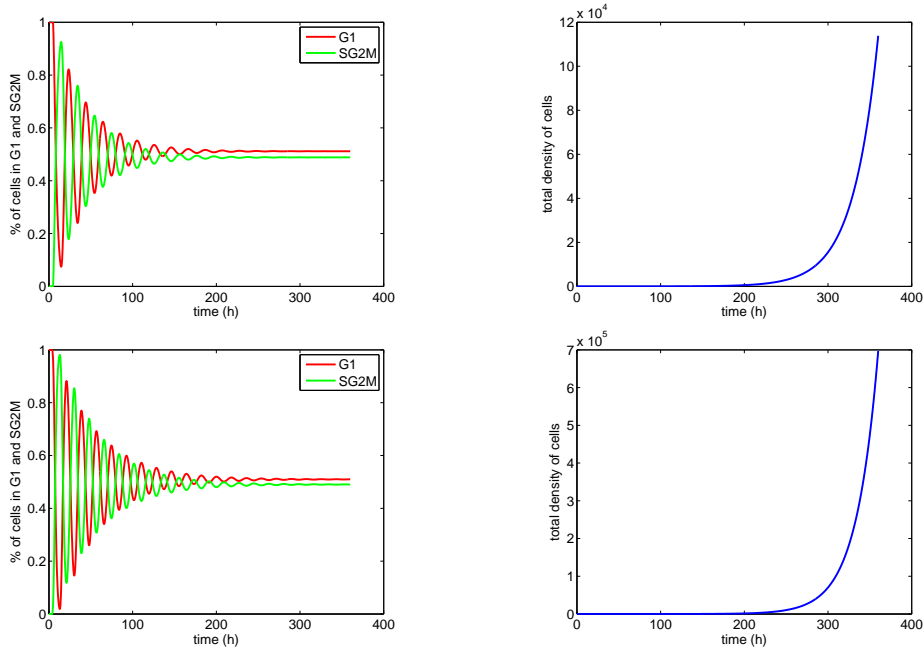 G1
SG2M
% of cells in G1 and SG2M
1
0.8
0.6
0.4
0.2
0
0 100 200 300 400
time (h)
x 10^4
total density of cells
12
10
8
6
4
2
0
0 100 200 300 400
time (h)
G1
SG2M
% of cells in G1 and SG2M
1
0.8
0.6
0.4
0.2
0
0 100 200 300 400
time (h)
x 10^5
total density of cells
7
6
5
4
3
2
1
0
0 100 200 300 400
time (h)